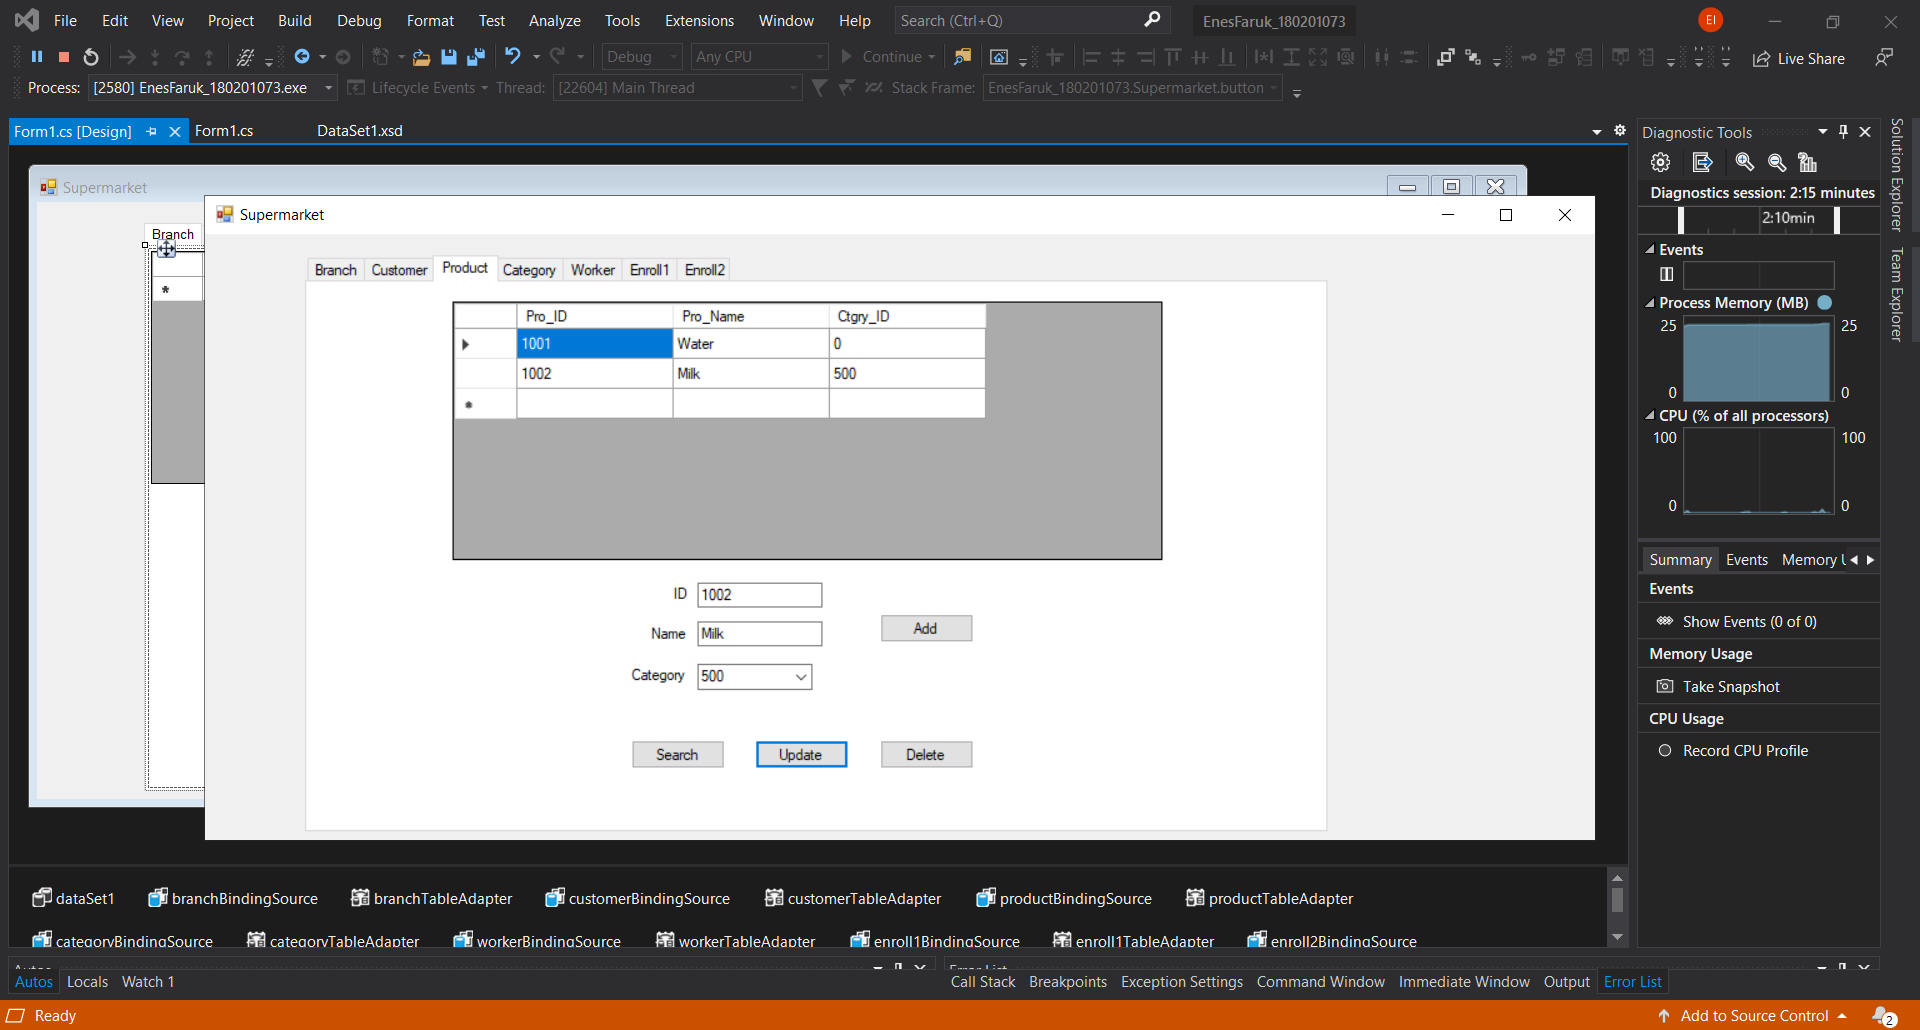 File Edit View Project Build Debug Format Test Analyze Tools Extensions Window Help Search (Ctrl+Q) EnesFaruk_180201073 EI
Debug Any CPU Continue Live Share
Process: [2580] EnesFaruk_180201073.exe Lifecycle Events Thread: [22604] Main Thread Stack Frame: EnesFaruk_180201073.Supermarket.button
Form1.cs [Design] Form1.cs DataSet1.xsd
Supermarket
Branch
Supermarket
Branch Customer Product Category Worker Enroll1 Enroll2
Pro_ID Pro_Name Ctgry_ID
1001 Water 0
1002 Milk 500
ID 1002
Name Milk
Add
Category 500
Search Update Delete
Diagnostic Tools
Diagnostics session: 2:15 minutes
2:10min
Events
Process Memory (MB)
25 25
0 0
CPU (% of all processors)
100 100
0 0
Summary Events Memory U
Events
Show Events (0 of 0)
Memory Usage
Take Snapshot
CPU Usage
Record CPU Profile
Solution Explorer
Team Explorer
dataSet1 branchBindingSource branchTableAdapter customerBindingSource customerTableAdapter productBindingSource productTableAdapter
categoryBindingSource categoryTableAdapter workerBindingSource workerTableAdapter enroll1BindingSource enroll1TableAdapter enroll2BindingSource
Autos Error List
Autos Locals Watch 1 Call Stack Breakpoints Exception Settings Command Window Immediate Window Output Error List
Ready Add to Source Control 2